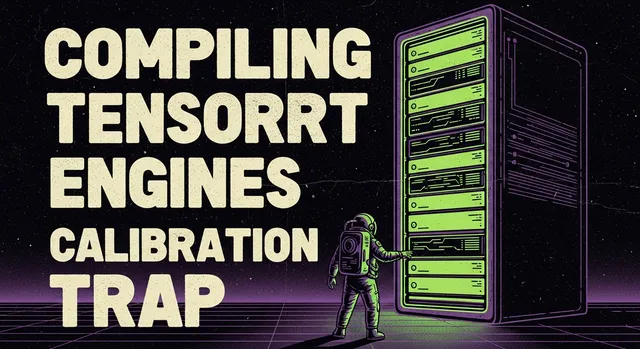 COMPILING
TENSORRT
ENGINES
CALIBRATION
TRAP